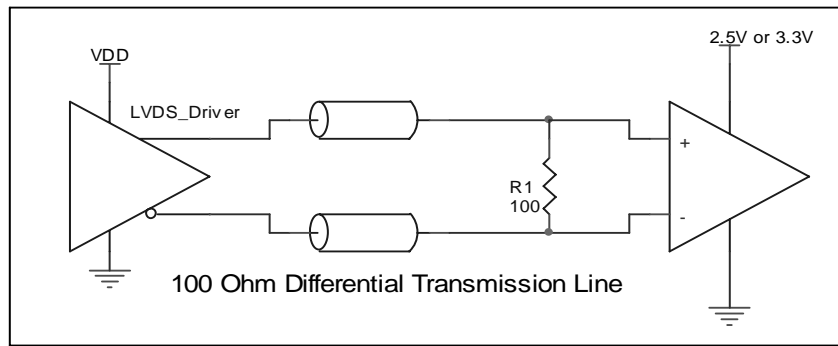 2.5V or 3.3V
VDD
LVDS_Driver
+
R1
100
-
100 Ohm Differential Transmission Line